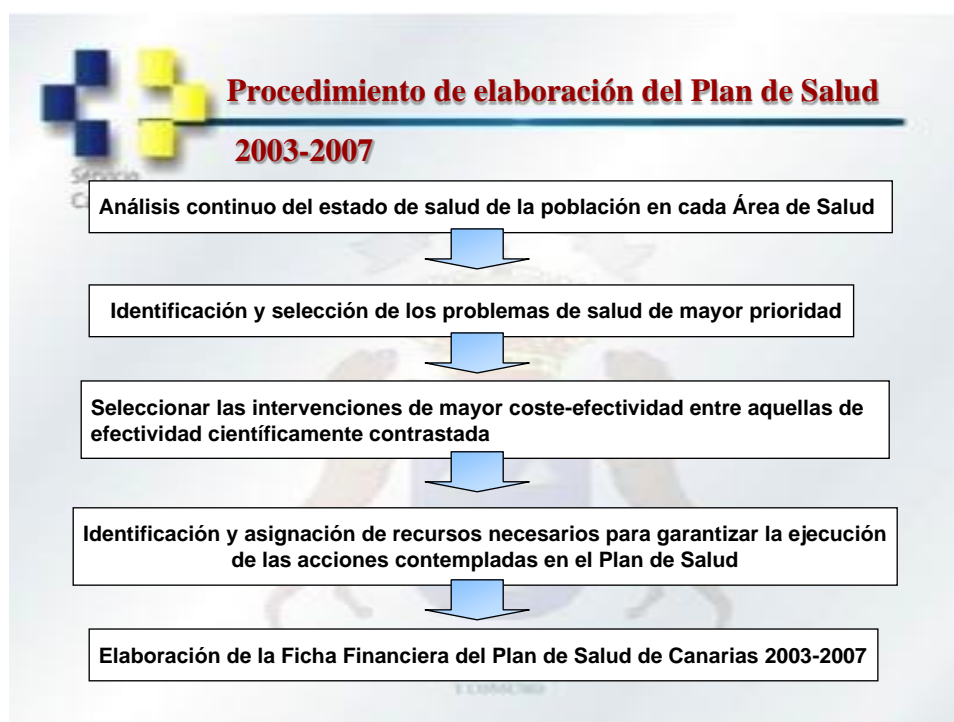 Procedimiento de elaboración del Plan de Salud
2003-2007
Servicio
Análisis continuo del estado de salud de la población en cada Área de Salud
Identificación y selección de los problemas de salud de mayor prioridad
Seleccionar las intervenciones de mayor coste-efectividad entre aquellas de
efectividad científicamente contrastada
Identificación y asignación de recursos necesarios para garantizar la ejecución
de las acciones contempladas en el Plan de Salud
Elaboración de la Ficha Financiera del Plan de Salud de Canarias 2003-2007
Y CONSUMO